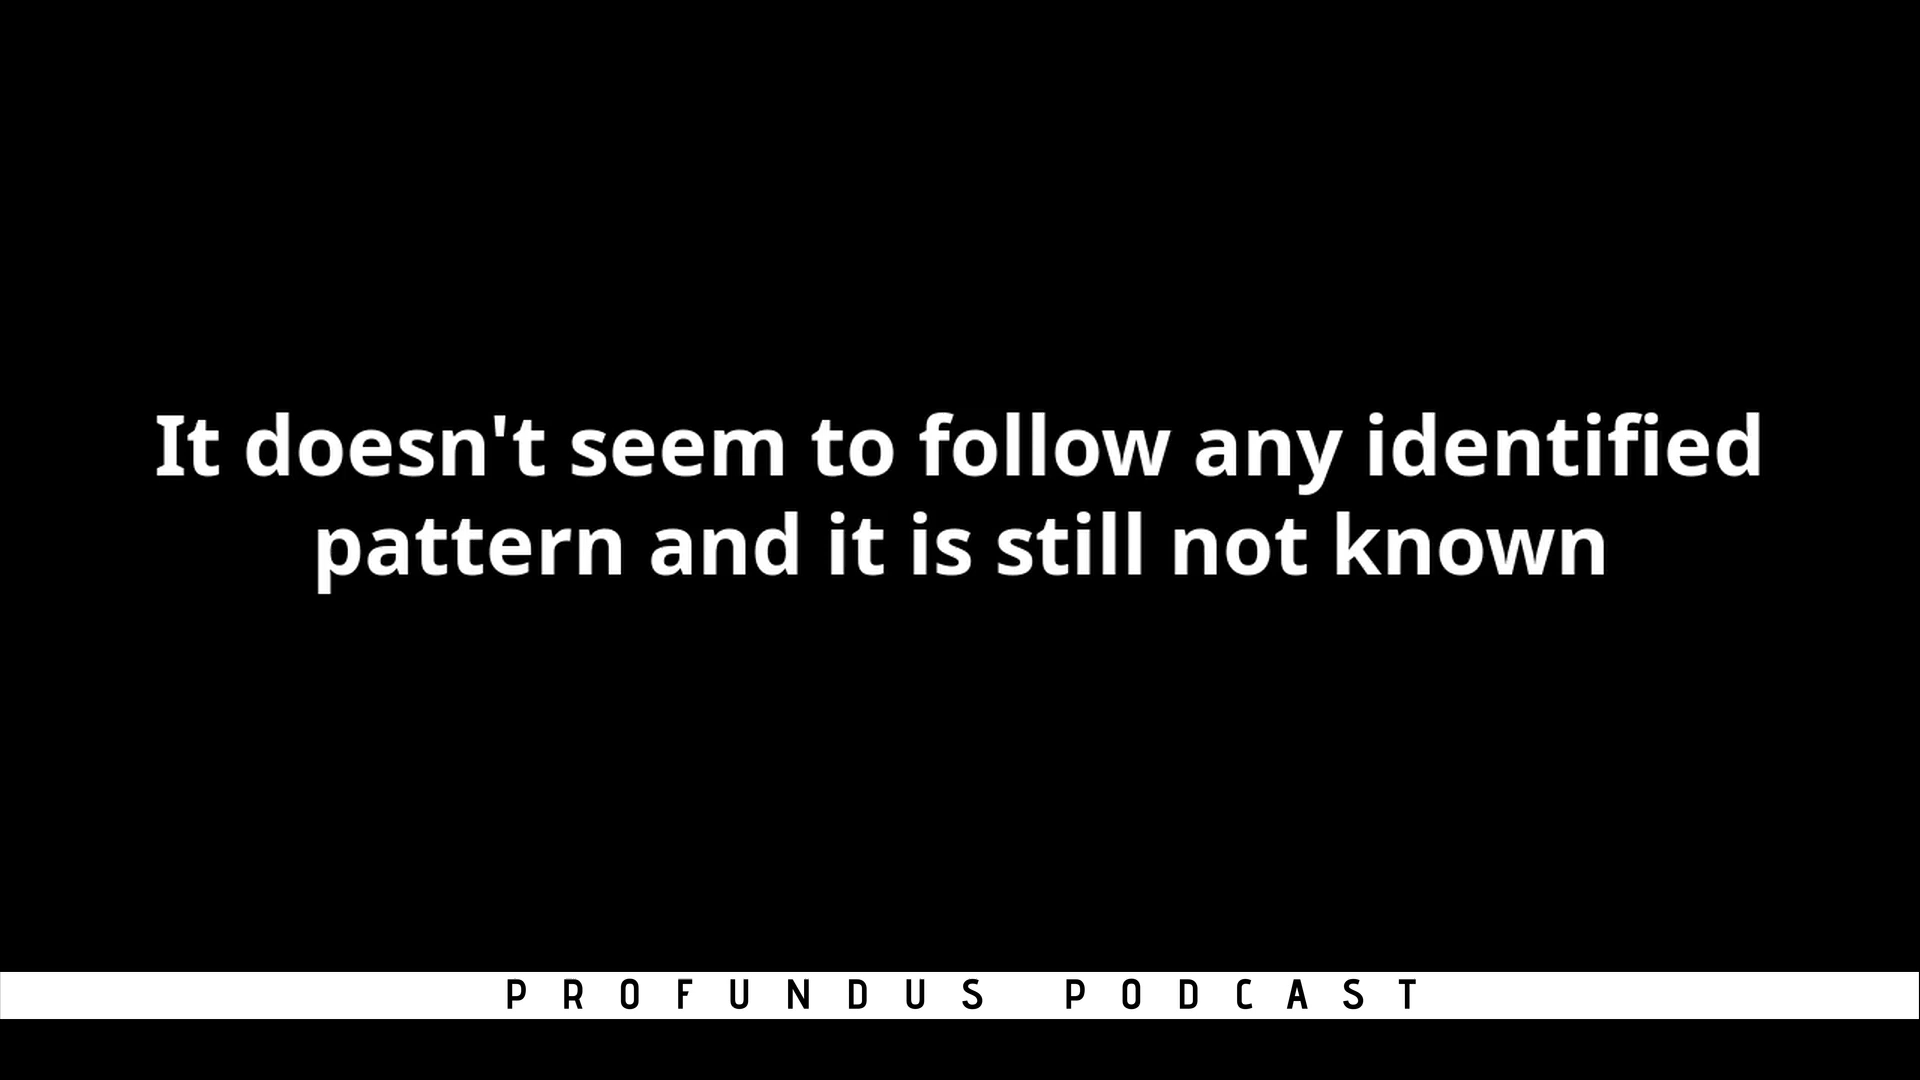 It doesn't seem to follow any identified
pattern and it is still not known
PROFUNDUS PODCAST